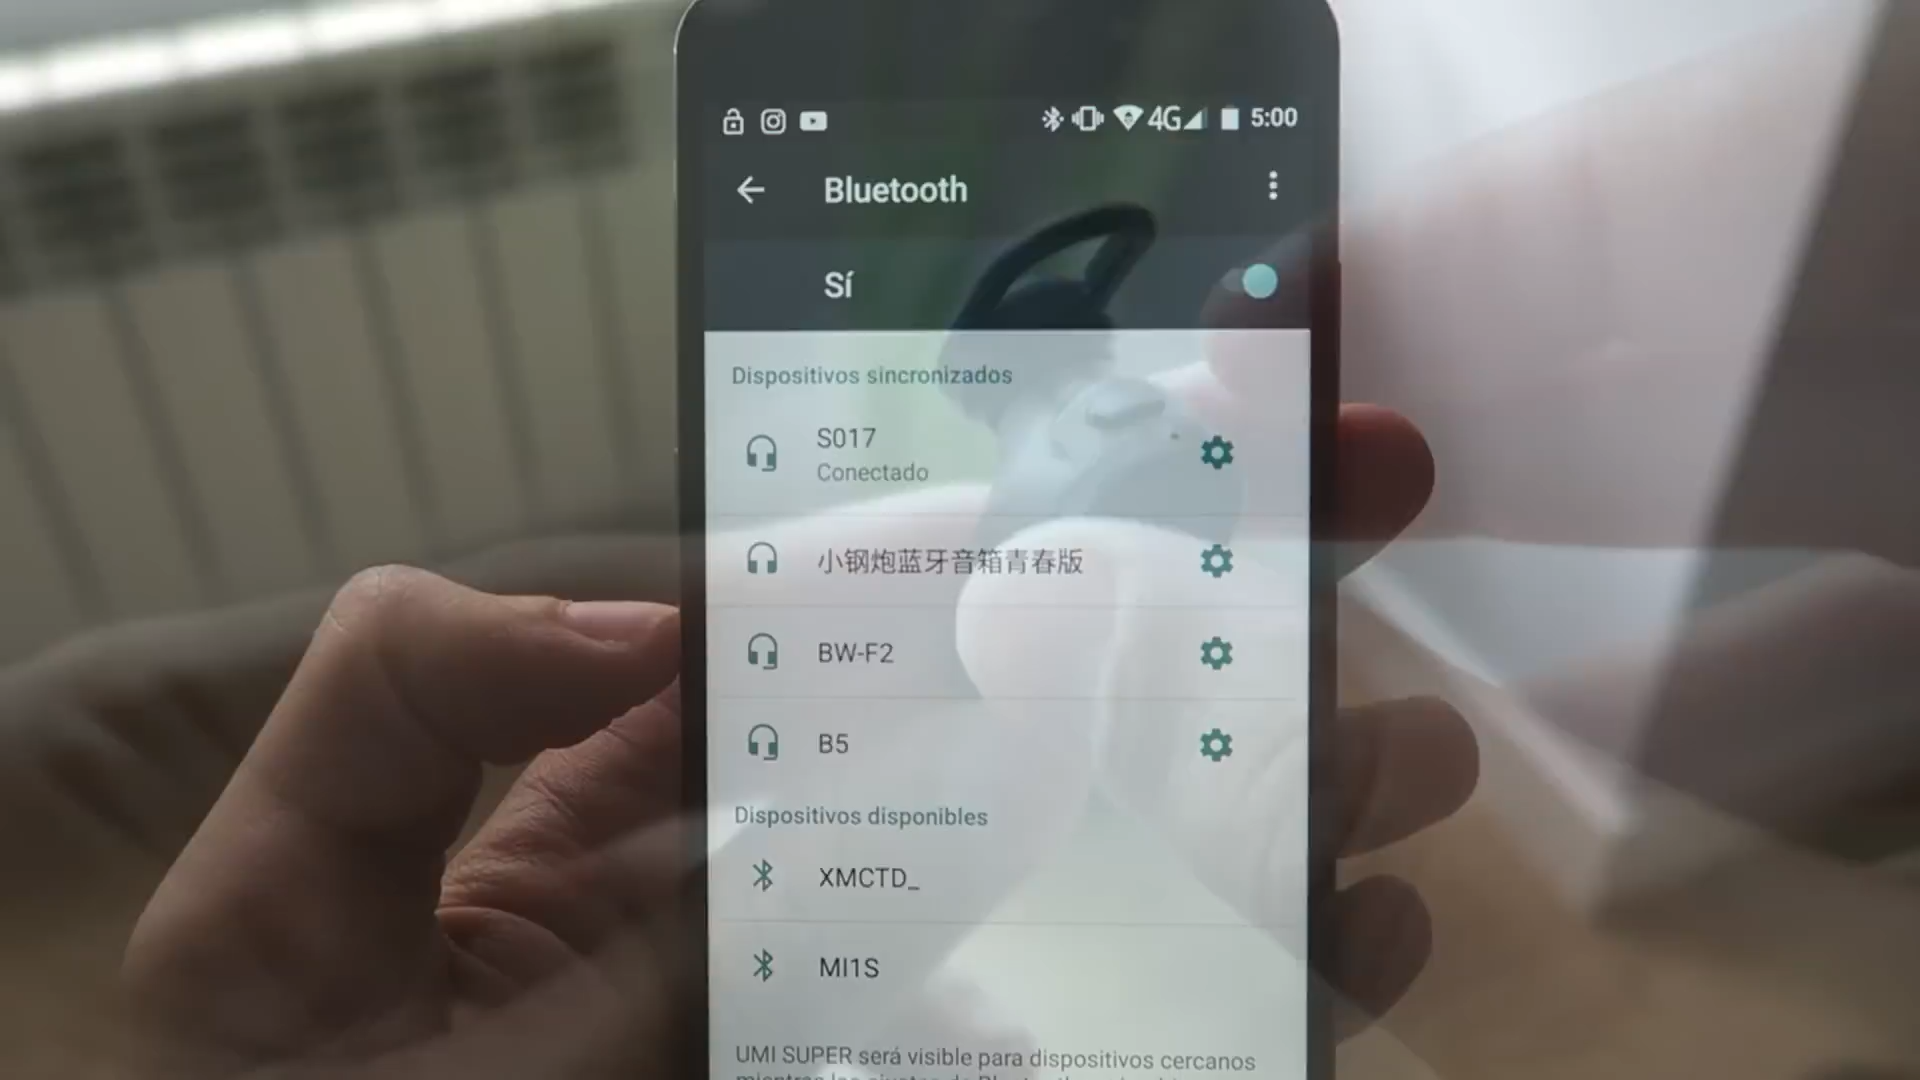 4G 5:00
Bluetooth
Sí
Dispositivos sincronizados
S017
Conectado
小钢炮蓝牙音箱青春版
BW-F2
B5
Dispositivos disponibles
XMCTD_
MI1S
UMI SUPER será visible para dispositivos cercanos